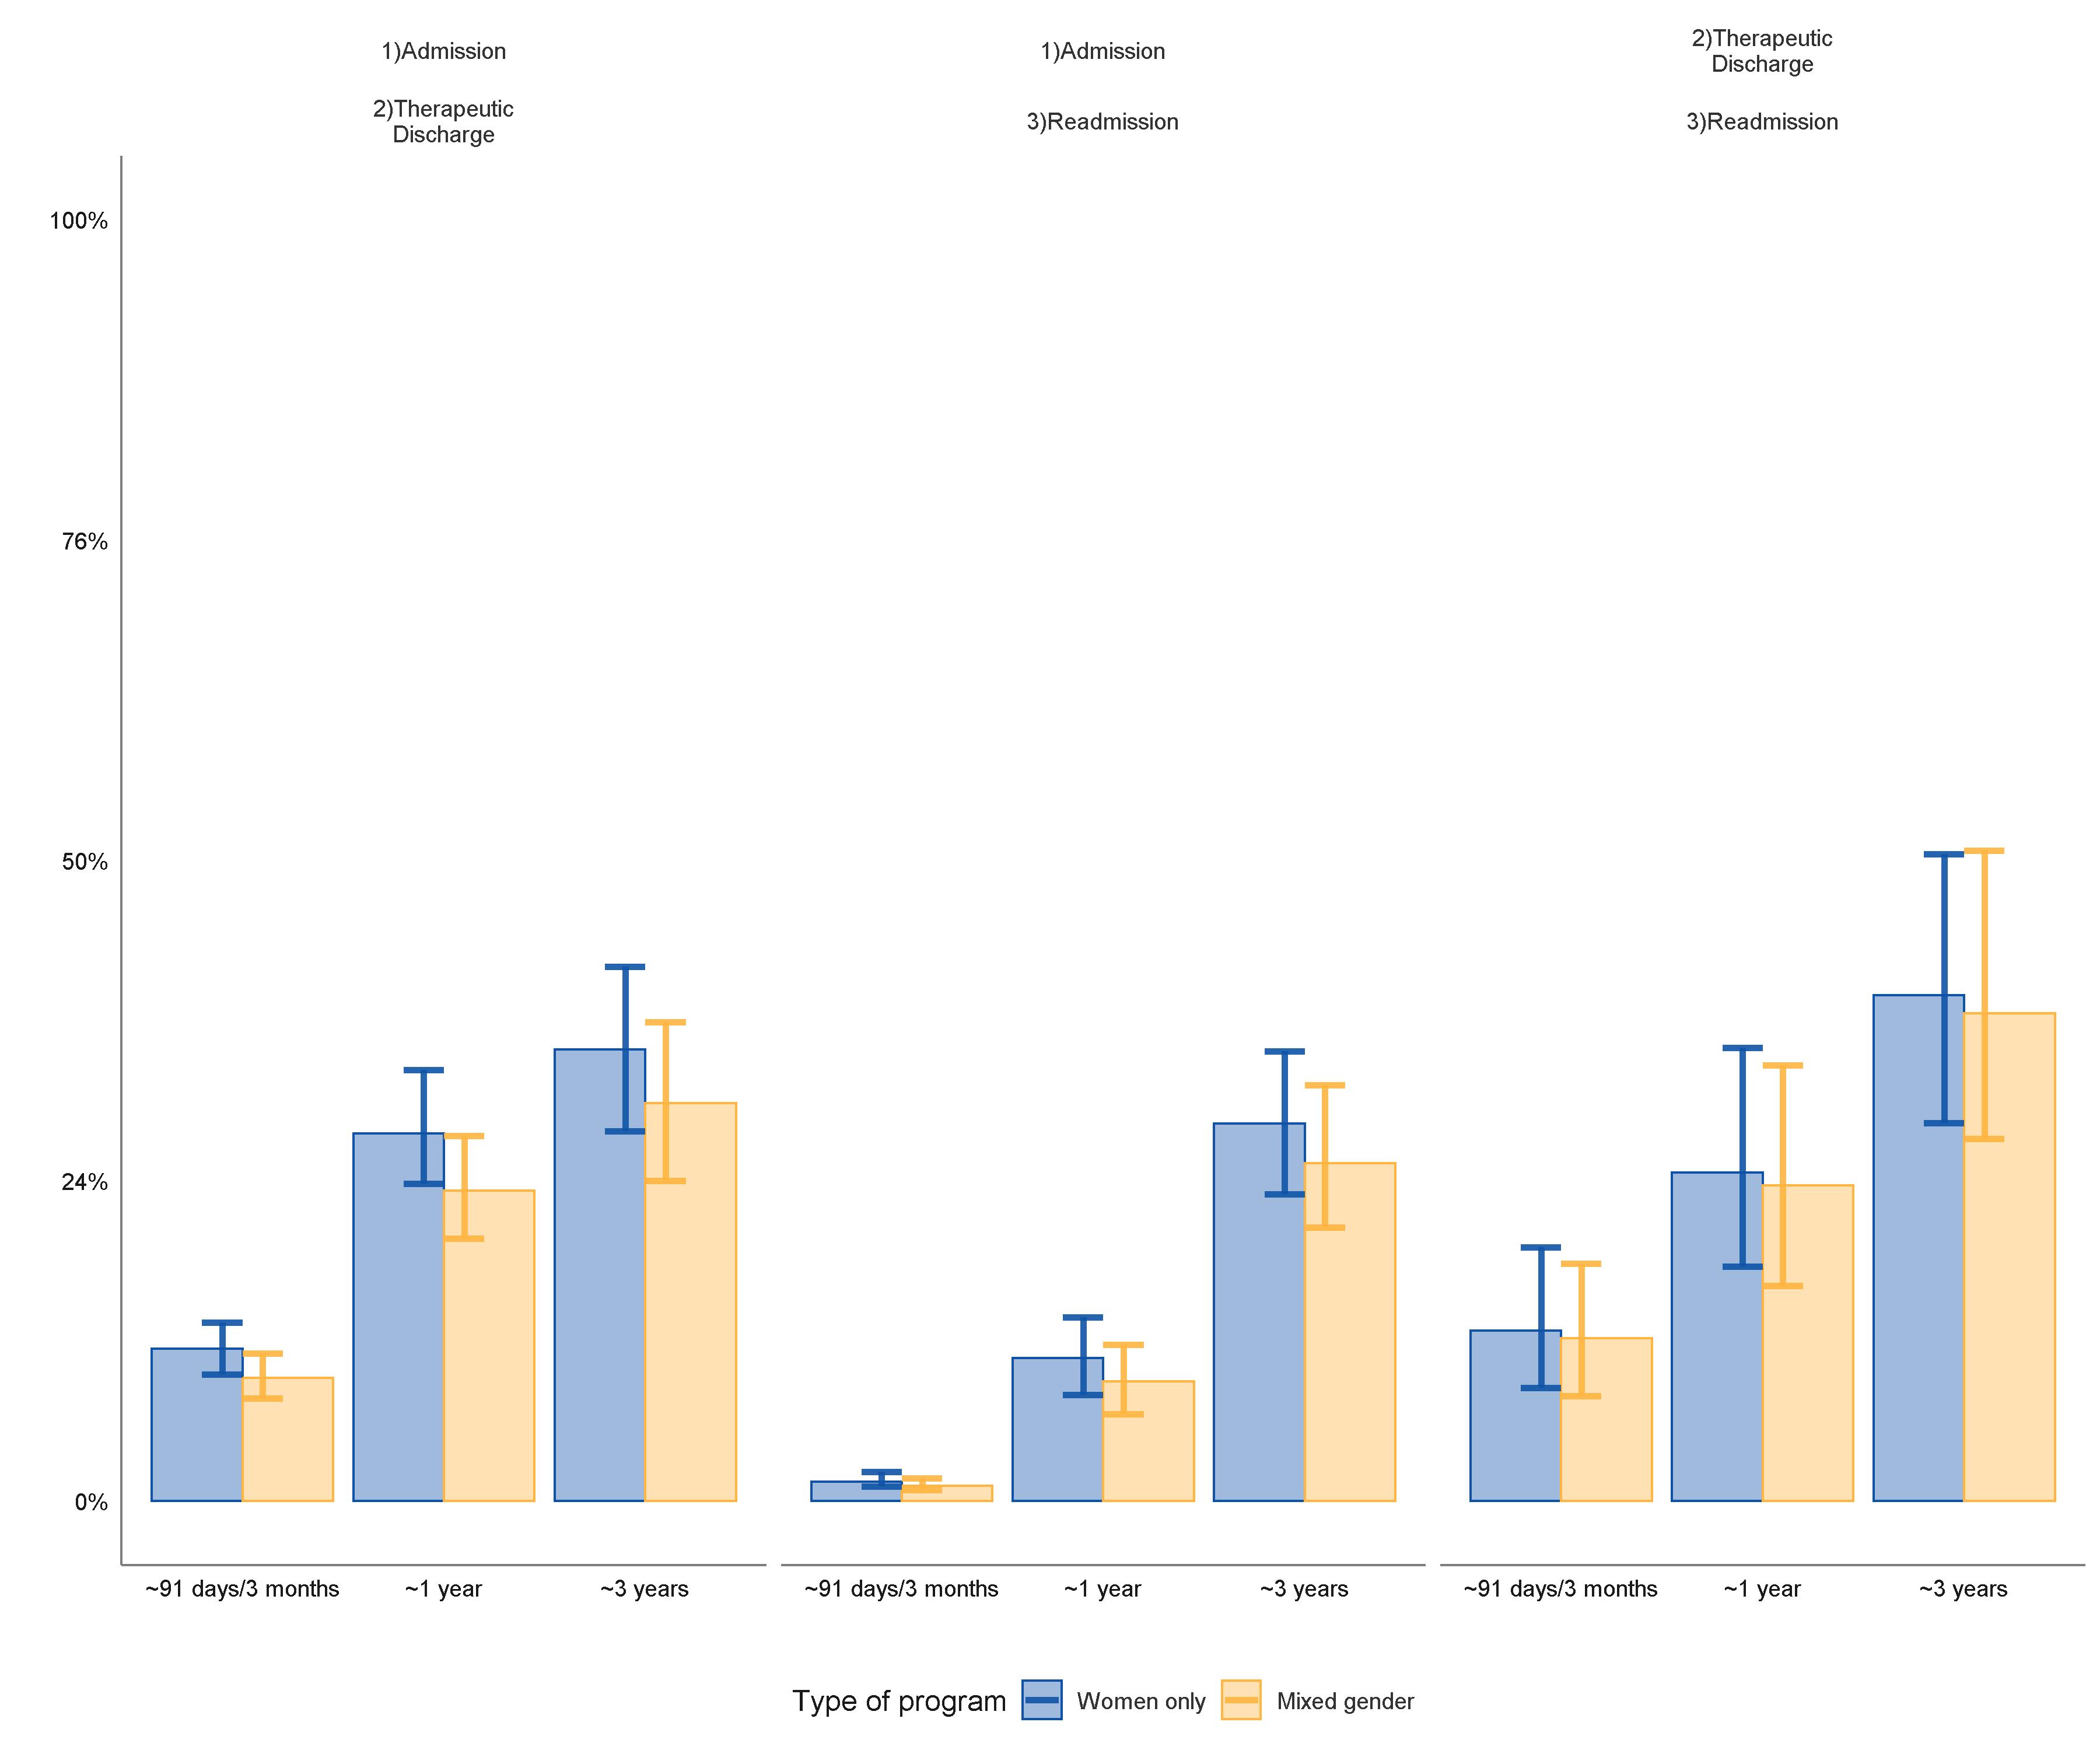 1)Admission
2)Therapeutic
Discharge
1)Admission
3)Readmission
2)Therapeutic
Discharge
3)Readmission
100%
76%
50%
24%
0%
~91 days/3 months
~1 year
~3 years
~91 days/3 months
~1 year
~3 years
~91 days/3 months
~1 year
~3 years
Type of program
Women only
Mixed gender